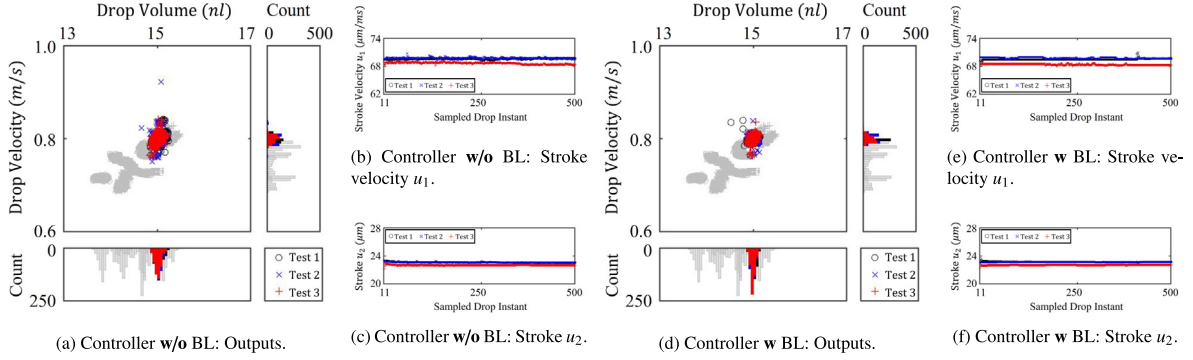 Drop Volume (nl)
13 15 17
Count
500
1.0
0.8
0.6
Drop Velocity (m/s)
0
250
Count
Test 1
Test 2
Test 3
(a) Controller w/o BL: Outputs.
Stroke Velocity u1 (μm/ms)
74
68
62
Test 1 Test 2 Test 3
11 250 500
Sampled Drop Instant
(b) Controller w/o BL: Stroke
velocity u1.
Stroke u2 (μm)
28
24
20
Test 1 Test 2 Test 3
11 250 500
Sampled Drop Instant
(c) Controller w/o BL: Stroke u2.
Drop Volume (nl)
13 15 17
Count
0 500
1.0
0.8
0.6
Drop Velocity (m/s)
0
250
Count
Test 1
Test 2
Test 3
(d) Controller w BL: Outputs.
Stroke Velocity u1 (μm/ms)
74
68
62
Test 1 Test 2 Test 3
11 250 500
Sampled Drop Instant
(e) Controller w BL: Stroke ve-
locity u1.
Stroke u2 (μm)
28
24
20
Test 1 Test 2 Test 3
11 250 500
Sampled Drop Instant
(f) Controller w BL: Stroke u2.